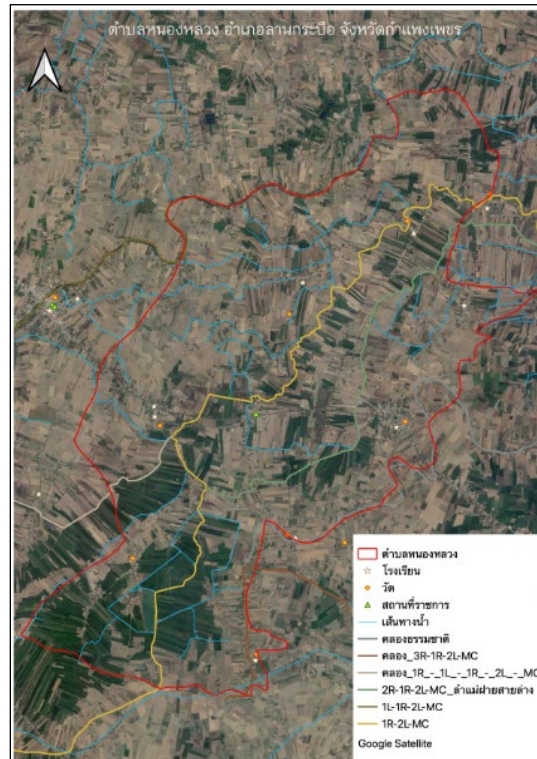 ตำบลหนองหลวง อำเภอลานกระบือ จังหวัดกำแพงเพชร
ตำบลหนองหลวง
โรงเรียน
วัด
สถานที่ราชการ
เส้นทางน้ำ
คลองธรรมชาติ
คลอง_3R-1R-2L-MC
คลอง_1R_-_1L_-_1R_-_2L_-_MC
2R-1R-2L-MC_ลำแม่ฝายสายล่าง
1L-1R-2L-MC
1R-2L-MC
Google Satellite